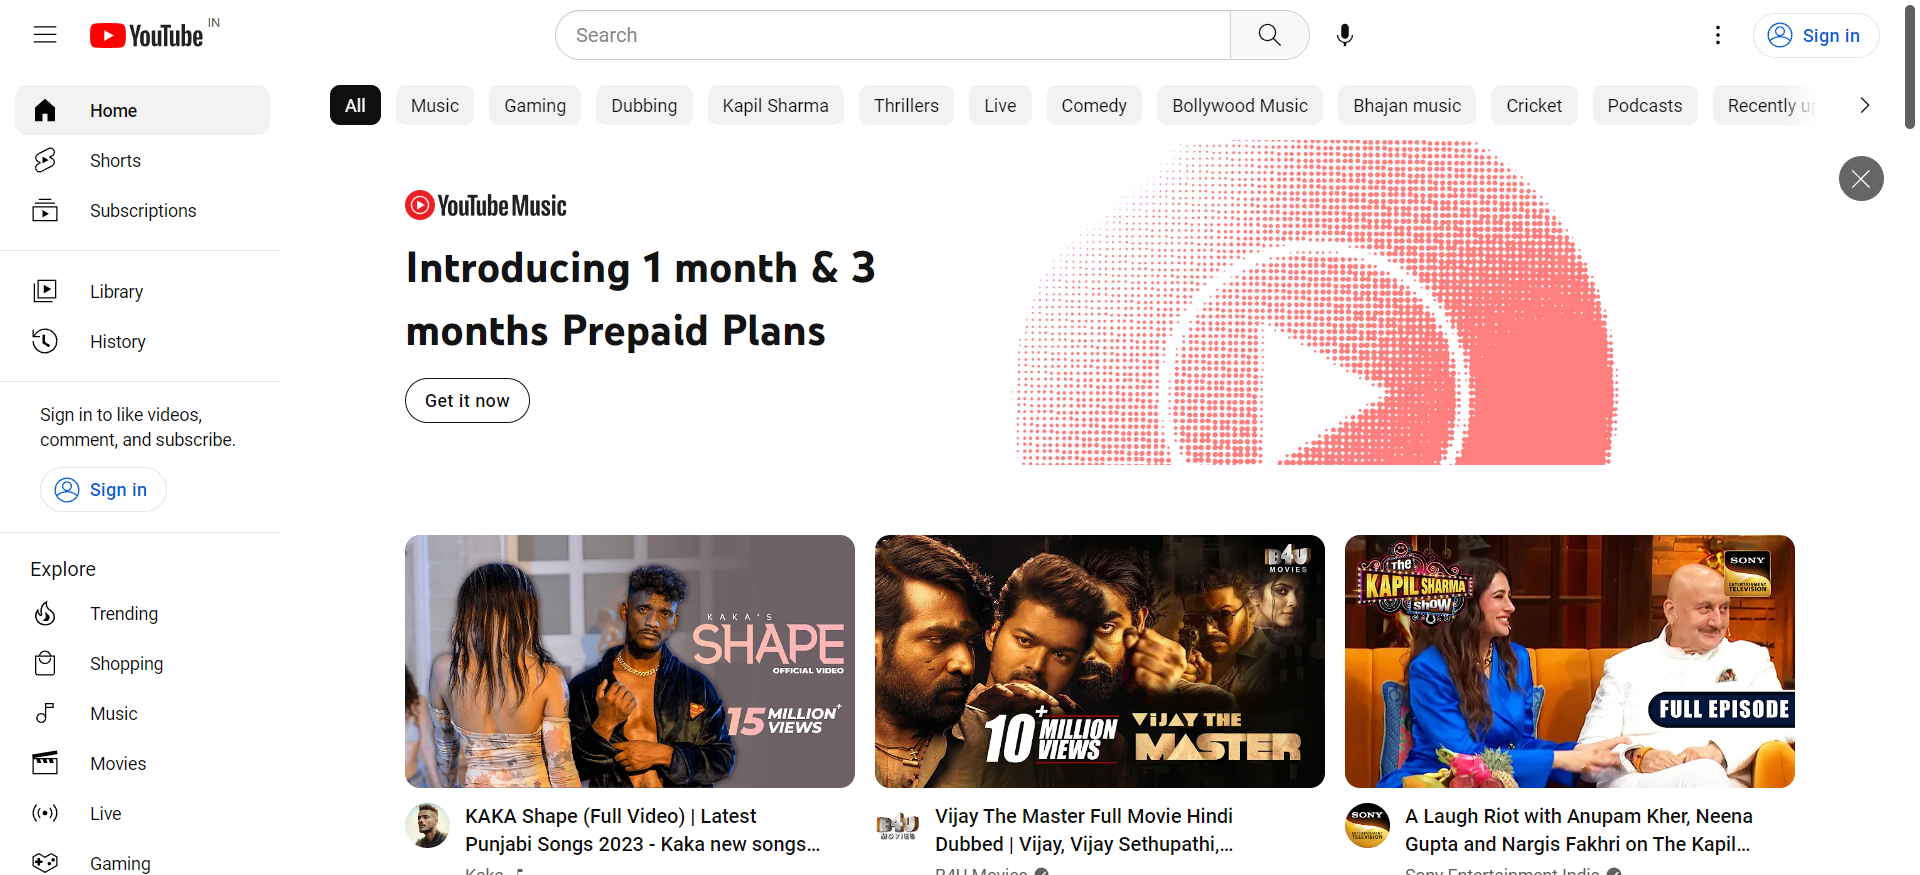 YouTube IN
Search
Sign in
Home
Shorts
Subscriptions
Library
History
Sign in to like videos,
comment, and subscribe.
Sign in
Explore
Trending
Shopping
Music
Movies
Live
Gaming
All
Music
Gaming
Dubbing
Kapil Sharma
Thrillers
Live
Comedy
Bollywood Music
Bhajan music
Cricket
Podcasts
Recently
YouTube Music
Introducing 1 month & 3
months Prepaid Plans
Get it now
KAKA'S
SHAPE
OFFICIAL VIDEO
15 MILLION+
VIEWS
KAKA Shape (Full Video) | Latest
Punjabi Songs 2023 - Kaka new songs...
Kaka
B4U
MOVIES
10+ MILLION
VIEWS
VIJAY THE
MASTER
B4U
MOVIES
Vijay The Master Full Movie Hindi
Dubbed | Vijay, Vijay Sethupathi,...
B4U Movies
The
KAPIL SHARMA
Show
SONY
ENTERTAINMENT
TELEVISION
FULL EPISODE
SONY
A Laugh Riot with Anupam Kher, Neena
Gupta and Nargis Fakhri on The Kapil...
Sony Entertainment India